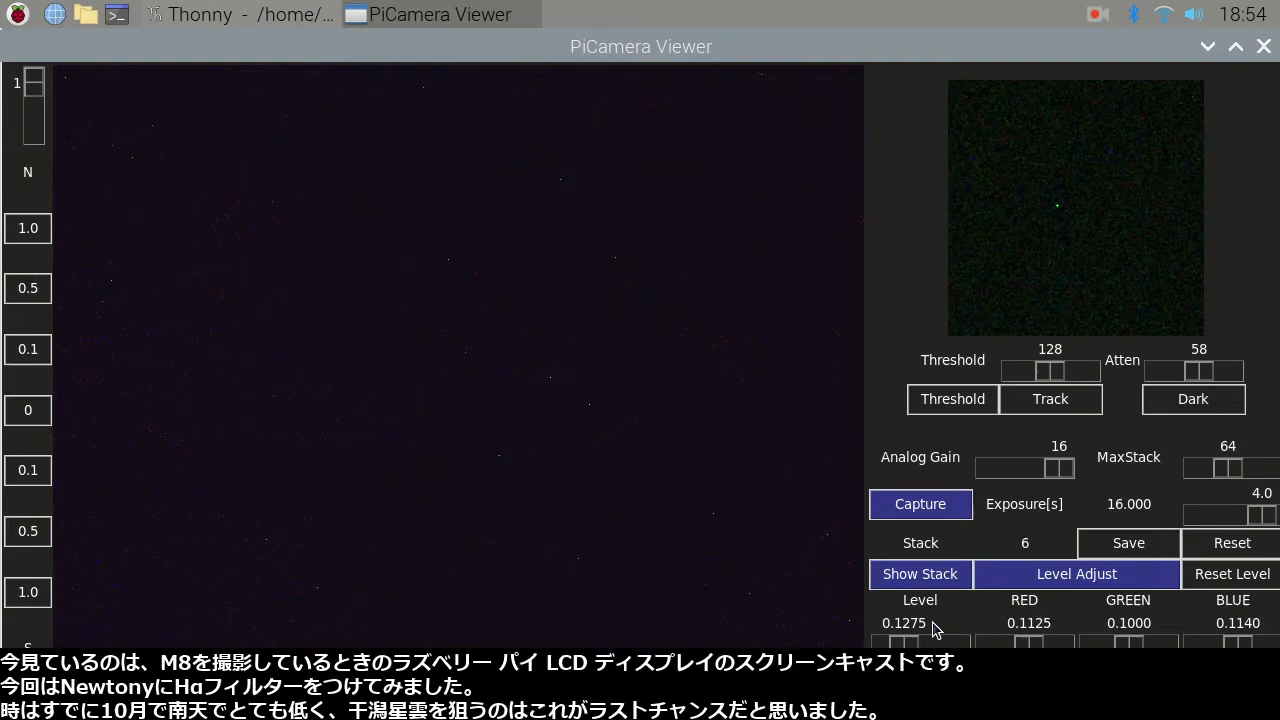 Thonny - /home/...
PiCamera Viewer
18:54
PiCamera Viewer
1
N
1.0
0.5
0.1
0
0.1
0.5
1.0
128
58
Threshold
Atten
Threshold
Track
Dark
16
64
Analog Gain
MaxStack
4.0
Capture
Exposure[s]
16.000
Stack
6
Save
Reset
Show Stack
Level Adjust
Reset Level
Level
RED
GREEN
BLUE
0.1275
0.1125
0.1000
0.1140
今見ているのは、M8を撮影しているときのラズベリー パイ LCD ディスプレイのスクリーンキャストです。
今回はNewtonyにHαフィルターをつけてみました。
時はすでに10月で南天でとても低く、干潟星雲を狙うのはこれがラストチャンスだと思いました。